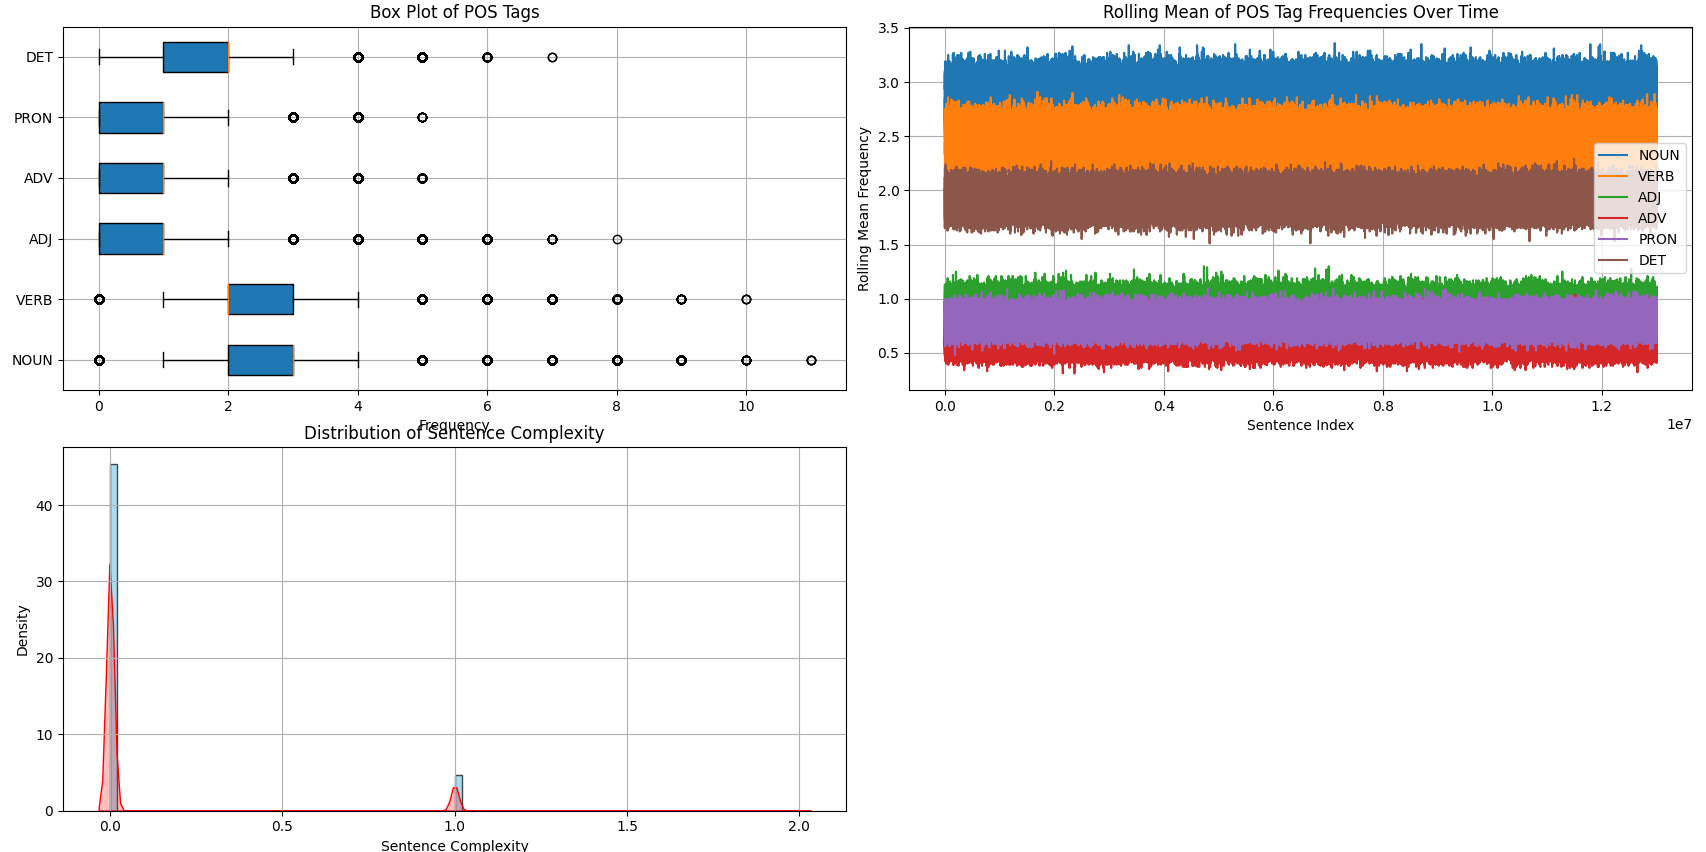 Box Plot of POS Tags
DET
PRON
ADV
ADJ
VERB
NOUN
0 2 4 6 8 10
Frequency
Rolling Mean of POS Tag Frequencies Over Time
Rolling Mean Frequency
3.5
3.0
2.5
2.0
1.5
1.0
0.5
NOUN
VERB
ADJ
ADV
PRON
DET
0.0 0.2 0.4 0.6 0.8 1.0 1.2
Sentence Index
1e7
Distribution of Sentence Complexity
Density
40
30
20
10
0
0.0 0.5 1.0 1.5 2.0
Sentence Complexity